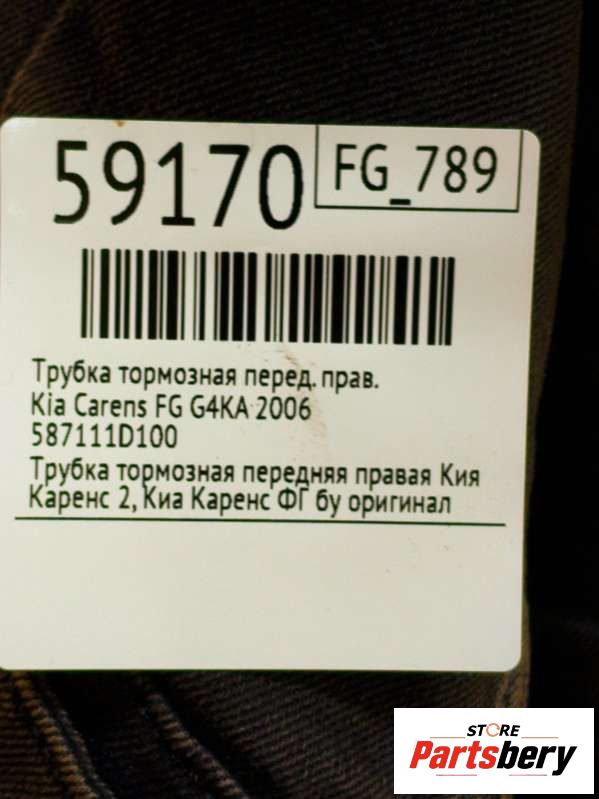 59170
FG_789
Трубка тормозная перед. прав.
Kia Carens FG G4KA 2006
587111D100
Трубка тормозная передняя правая Кия
Каренс 2, Киа Каренс ФГ бу оригинал
STORE
Partsbery